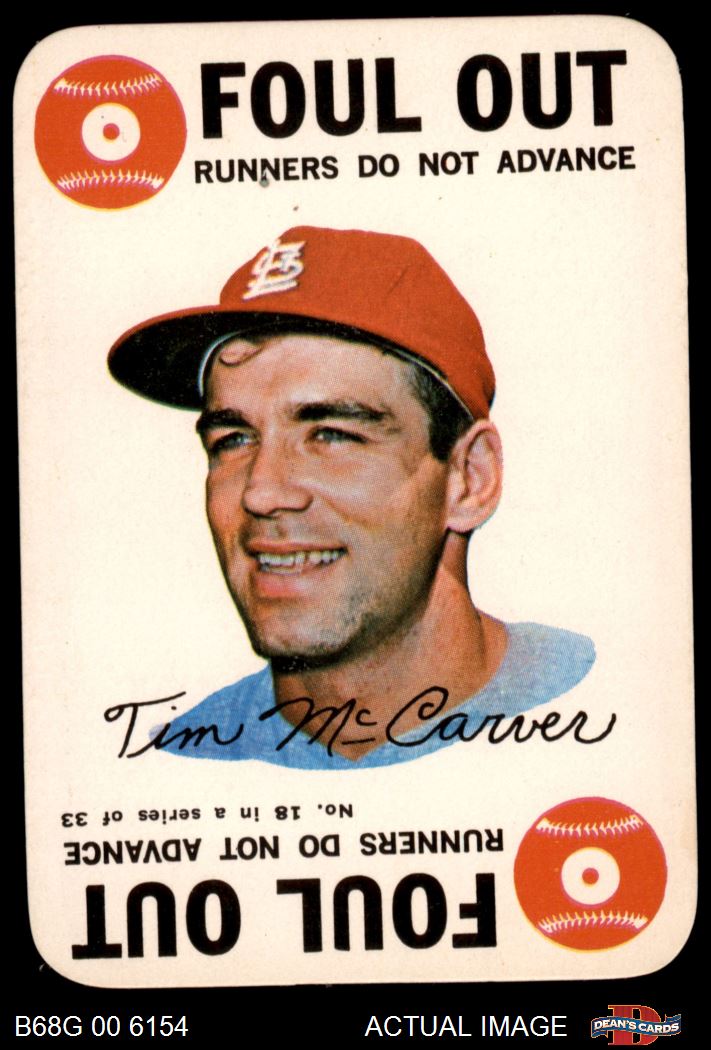 FOUL OUT
RUNNERS DO NOT ADVANCE
STL
Tim McCarver
No. 18 in a series of 33
RUNNERS DO NOT ADVANCE
FOUL OUT
B68G 00 6154
ACTUAL IMAGE
D
DEAN'S CARDS